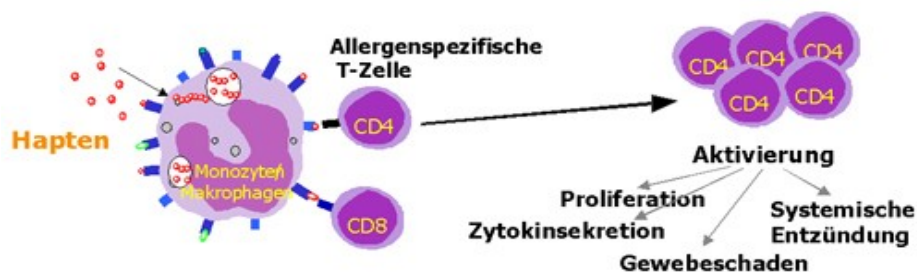 Allergenspezifische
T-Zelle
Hapten
Monozyten/
Makrophagen
CD4
CD8
CD4
CD4
CD4
CD4
CD4
Aktivierung
Proliferation
Zytokinsekretion
Gewebeschaden
Systemische
Entzündung